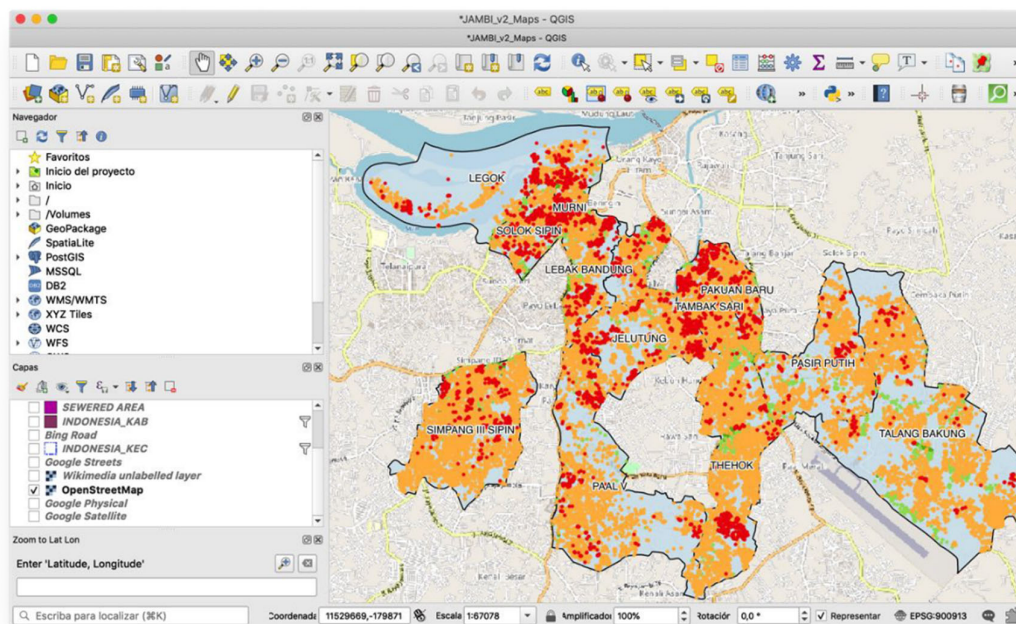 *JAMBI_v2_Maps - QGIS
*JAMBI_v2_Maps - QGIS
Navegador
Favoritos
Inicio del proyecto
Inicio
/
/Volumes
GeoPackage
SpatiaLite
PostGIS
MSSQL
DB2
WMS/WMTS
XYZ Tiles
WCS
WFS
Capas
SEWERED AREA
INDONESIA_KAB
Bing Road
INDONESIA_KEC
Google Streets
Wikimedia unlabelled layer
OpenStreetMap
Google Physical
Google Satellite
Zoom to Lat Lon
Enter 'Latitude, Longitude'
LEGOK
MURNI
SOLOK SIPIN
LEBAK BANDUNG
PAKUAN BARU
TAMBAK SARI
JELUTUNG
PASIR PUTIH
SIMPANG III SIPIN
TALANG BAKUNG
THEHOK
PAAL V
Telanaipura
Solok Sipin
Escriba para localizar (⌘K)
Coordenada 11529669,-179871 Escala 1:67078 Amplificador 100% Rotación 0,0 ° Representar EPSG:900913